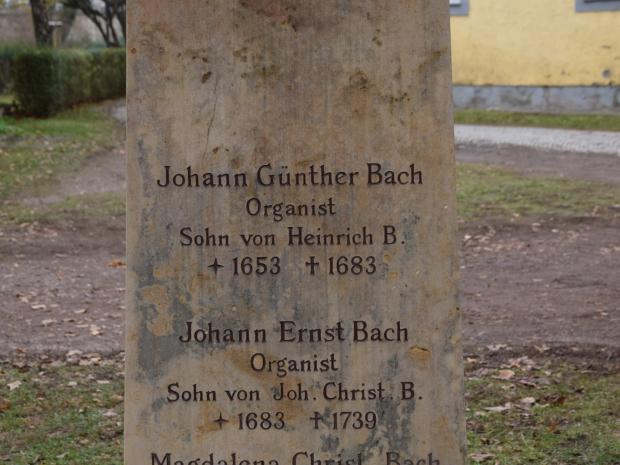 Johann Günther Bach
Organist
Sohn von Heinrich B.
✦ 1653 ✝ 1683
Johann Ernst Bach
Organist
Sohn von Joh. Christ. B.
✦ 1683 ✝ 1739
Magdalena Christ. Bach